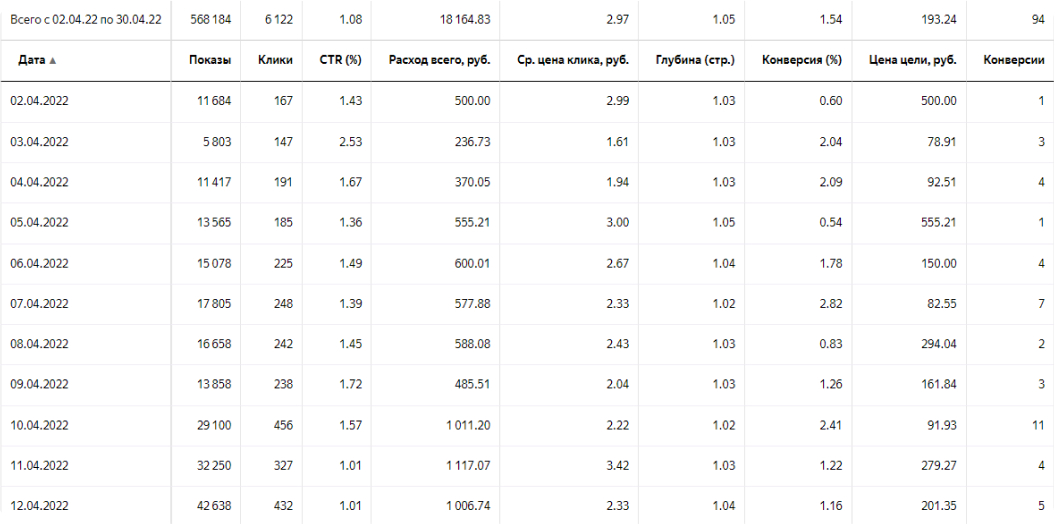 Всего с 02.04.22 по 30.04.22 568 184 6 122 1.08 18 164.83 2.97 1.05 1.54 193.24 94
Дата ▲ Показы Клики CTR (%) Расход всего, руб. Ср. цена клика, руб. Глубина (стр.) Конверсия (%) Цена цели, руб. Конверсии
02.04.2022 11 684 167 1.43 500.00 2.99 1.03 0.60 500.00 1
03.04.2022 5 803 147 2.53 236.73 1.61 1.03 2.04 78.91 3
04.04.2022 11 417 191 1.67 370.05 1.94 1.03 2.09 92.51 4
05.04.2022 13 565 185 1.36 555.21 3.00 1.05 0.54 555.21 1
06.04.2022 15 078 225 1.49 600.01 2.67 1.04 1.78 150.00 4
07.04.2022 17 805 248 1.39 577.88 2.33 1.02 2.82 82.55 7
08.04.2022 16 658 242 1.45 588.08 2.43 1.03 0.83 294.04 2
09.04.2022 13 858 238 1.72 485.51 2.04 1.03 1.26 161.84 3
10.04.2022 29 100 456 1.57 1 011.20 2.22 1.02 2.41 91.93 11
11.04.2022 32 250 327 1.01 1 117.07 3.42 1.03 1.22 279.27 4
12.04.2022 42 638 432 1.01 1 006.74 2.33 1.04 1.16 201.35 5